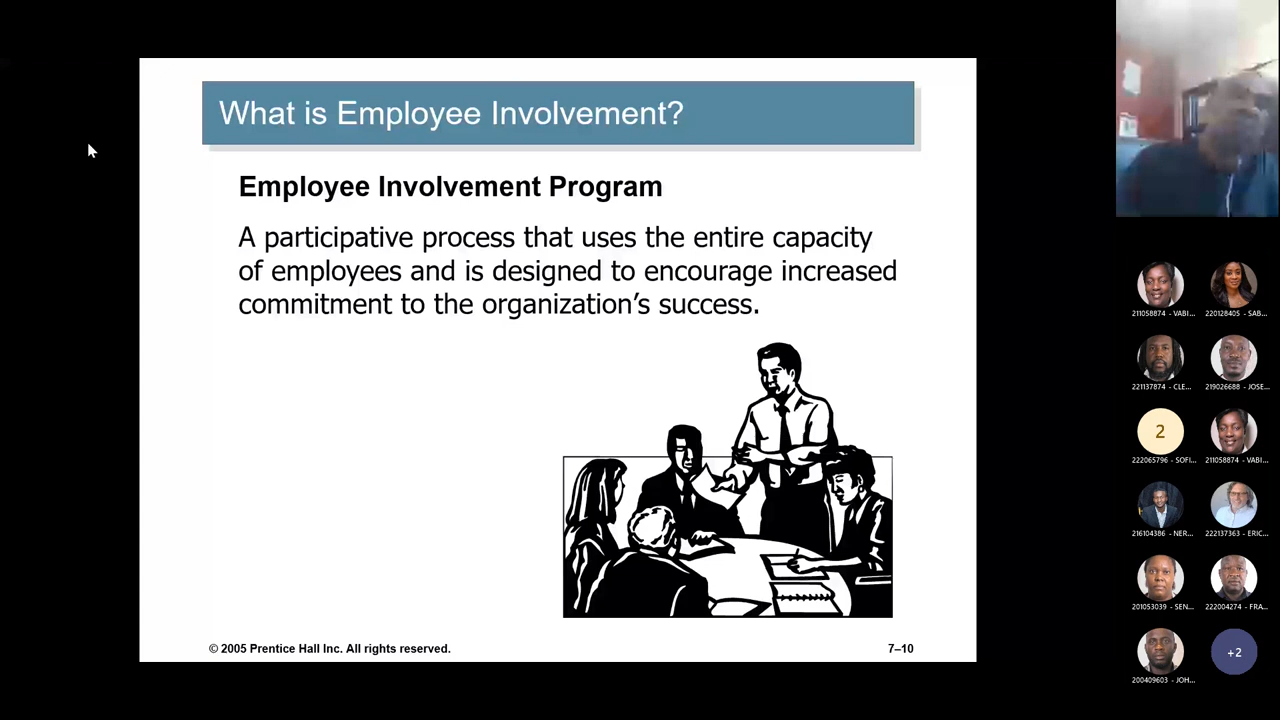 What is Employee Involvement?
Employee Involvement Program
A participative process that uses the entire capacity
of employees and is designed to encourage increased
commitment to the organization's success.
© 2005 Prentice Hall Inc. All rights reserved.
7–10
211058874 - VABI...
22012840S - SAB...
221137874 - CLE...
219026688 - JOSE...
2
222065796 - SOFI...
211058874 - VABI...
216104386 - NER...
222137363 - ERIC...
201053039 - SEN...
222004274 - FRA...
200409603 - JOH...
+2